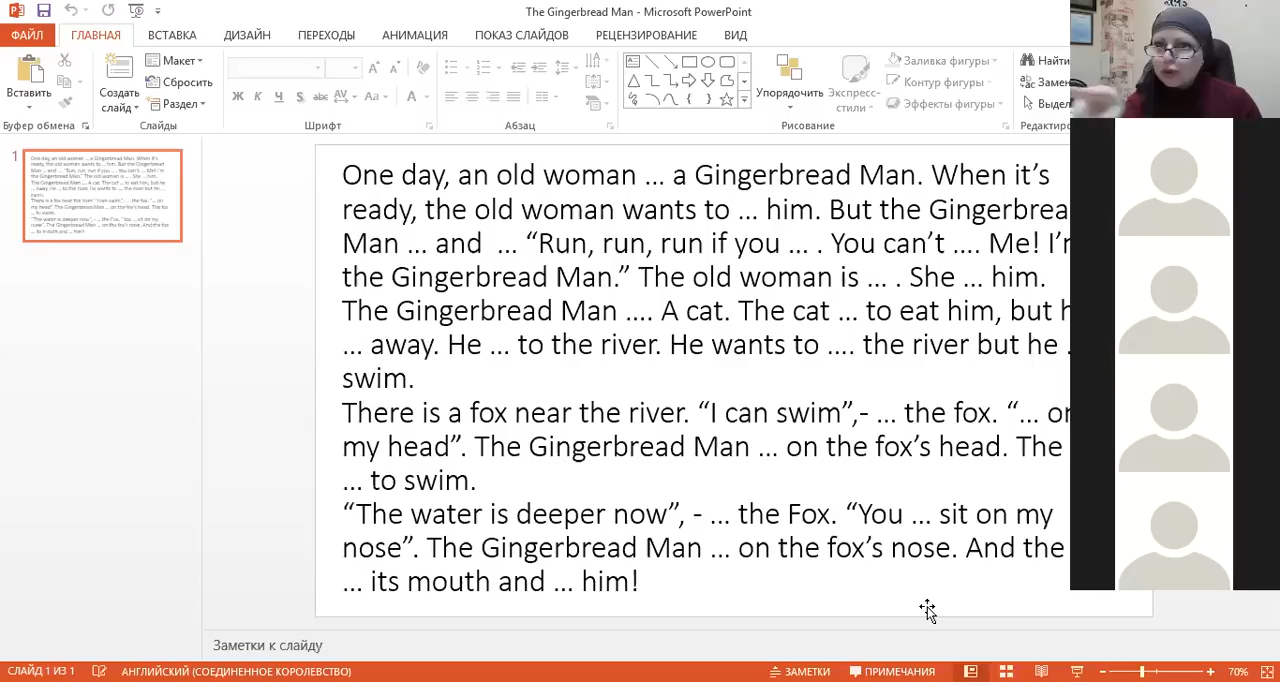 The Gingerbread Man - Microsoft PowerPoint
ФАЙЛ ГЛАВНАЯ ВСТАВКА ДИЗАЙН ПЕРЕХОДЫ АНИМАЦИЯ ПОКАЗ СЛАЙДОВ РЕЦЕНЗИРОВАНИЕ ВИД
Вставить
Создать слайд
Макет
Сбросить
Раздел
Ж К Ч S abc AV Aa A
Упорядочить
Экспресс-стили
Заливка фигуры
Контур фигуры
Эффекты фигуры
Найти
Буфер обмена Слайды Шрифт Абзац Рисование
1
One day, an old woman ... a Gingerbread Man. When it's
ready, the old woman wants to ... him. But the
Man ... and ... “Run, run, run if you ... . You can't .... Me!
the Gingerbread Man.” The old woman is ... . She ... him.
The Gingerbread Man .... A cat. The cat ... to eat him, but
... away. He ... to the river. He wants to .... the river but he
swim.
There is a fox near the river. “I can swim”,- ... the fox. “...
my head”. The Gingerbread Man ... on the fox's head. The
... to swim.
“The water is deeper now”, - ... the Fox. “You ... sit on my
nose”. The Gingerbread Man ... on the fox's nose. And the
... its mouth and ... him!
Заметки к слайду
СЛАЙД 1 ИЗ 1 АНГЛИЙСКИЙ (СОЕДИНЕННОЕ КОРОЛЕВСТВО) ЗАМЕТКИ ПРИМЕЧАНИЯ 70%